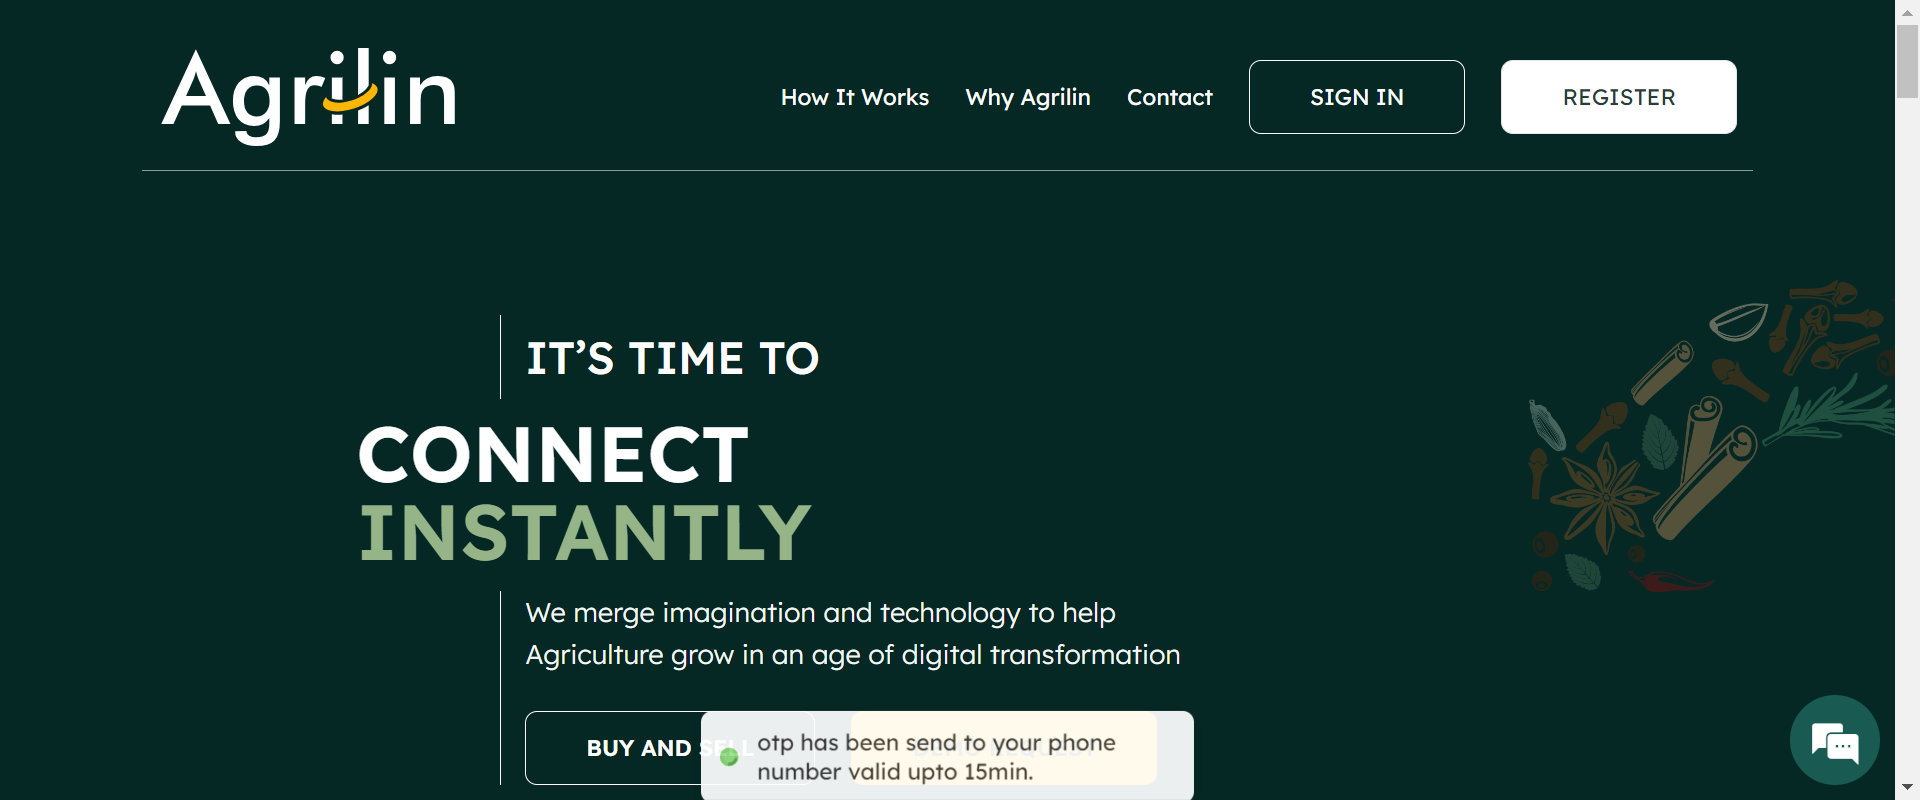 Agrilin
How It Works
Why Agrilin
Contact
SIGN IN
REGISTER
IT’S TIME TO
CONNECT
INSTANTLY
We merge imagination and technology to help
Agriculture grow in an age of digital transformation
BUY AND SELL
otp has been send to your phone
number valid upto 15min.